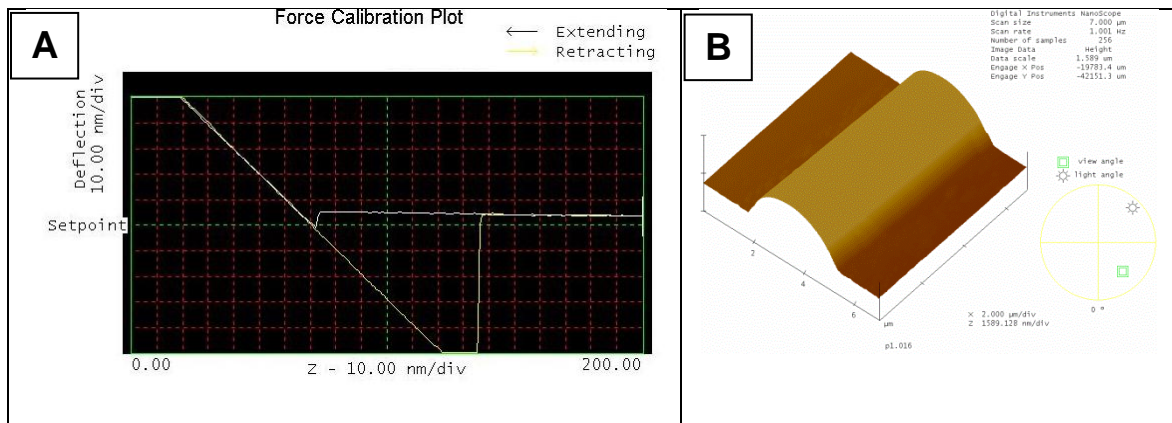 A
Force Calibration Plot
Extending
Retracting
Deflection
10.00 nm/div
Setpoint
0.00
Z - 10.00 nm/div
200.00
B
Digital Instruments NanoScope
Scan size 7.000 µm
Scan rate 1.001 Hz
Number of samples 256
Image Data Height
Data scale 1.589 um
Engage X Pos -19783.4 um
Engage Y Pos -42151.3 um
view angle
light angle
2
4
6
µm
X 2.000 µm/div
Z 1589.128 nm/div
0 °
p1.016